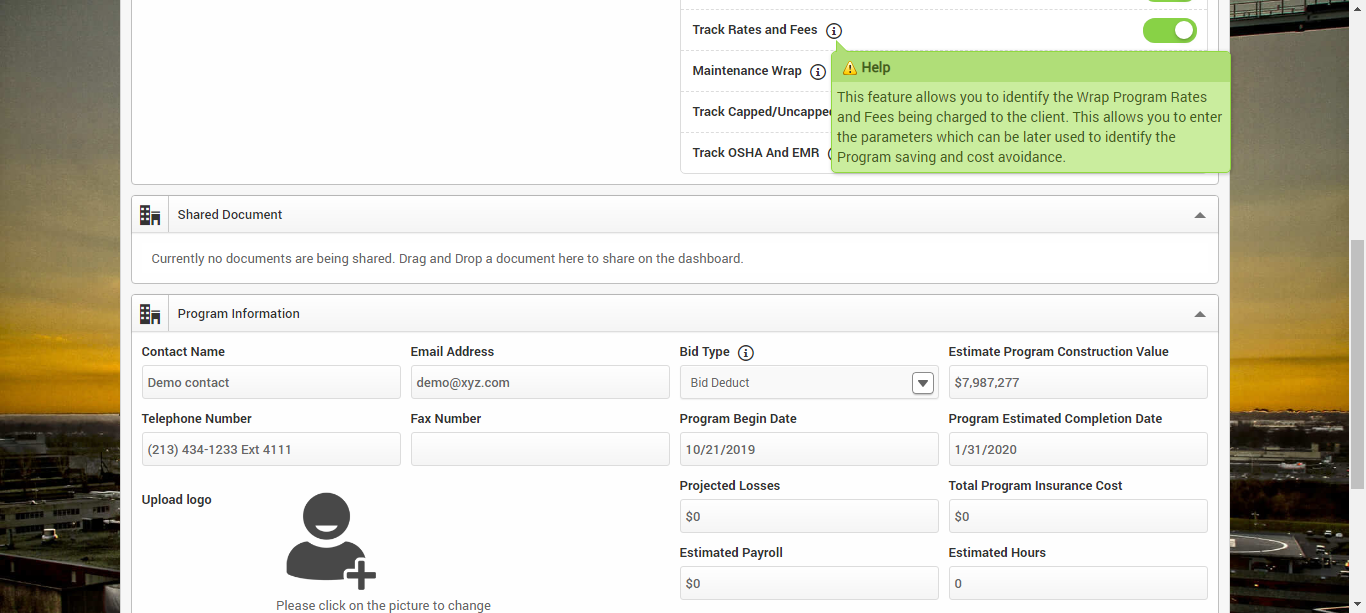 Track Rates and Fees
Help
This feature allows you to identify the Wrap Program Rates
and Fees being charged to the client. This allows you to enter
the parameters which can be later used to identify the
Program saving and cost avoidance.
Maintenance Wrap
Track Capped/Uncapped
Track OSHA And EMR
Shared Document
Currently no documents are being shared. Drag and Drop a document here to share on the dashboard.
Program Information
Contact Name
Demo contact
Email Address
demo@xyz.com
Bid Type
Bid Deduct
Estimate Program Construction Value
$7,987,277
Telephone Number
(213) 434-1233 Ext 4111
Fax Number
Program Begin Date
10/21/2019
Program Estimated Completion Date
1/31/2020
Upload logo
Please click on the picture to change
Projected Losses
$0
Total Program Insurance Cost
$0
Estimated Payroll
$0
Estimated Hours
0